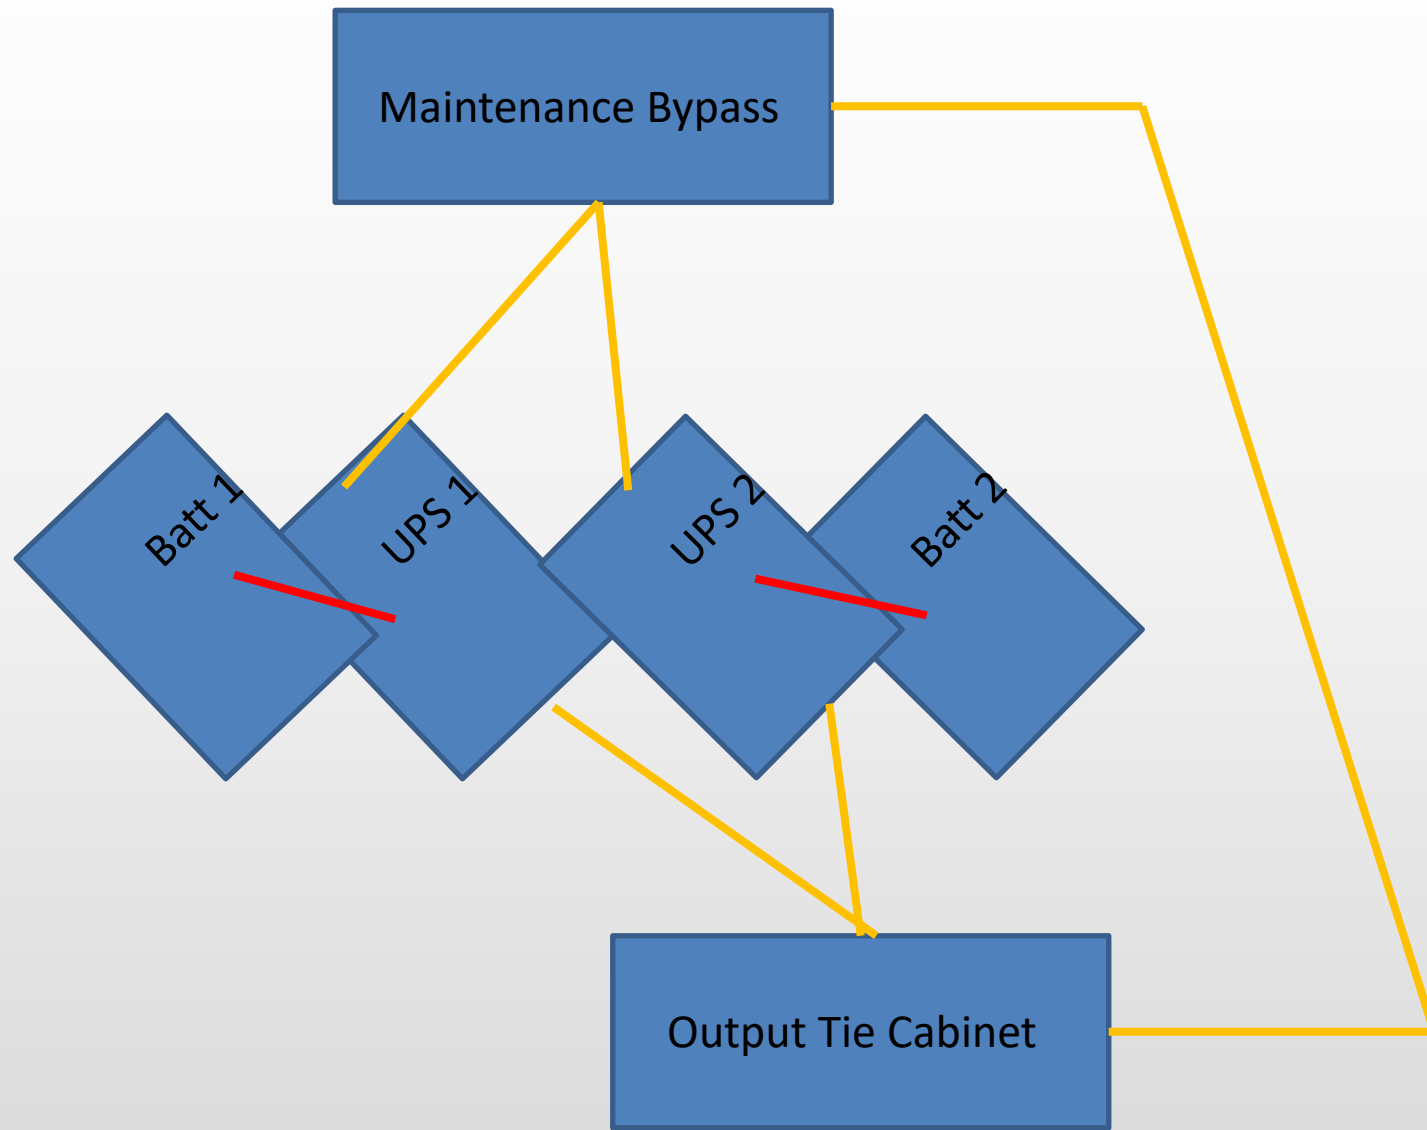 Maintenance Bypass
Batt 1
UPS 1
UPS 2
Batt 2
Output Tie Cabinet